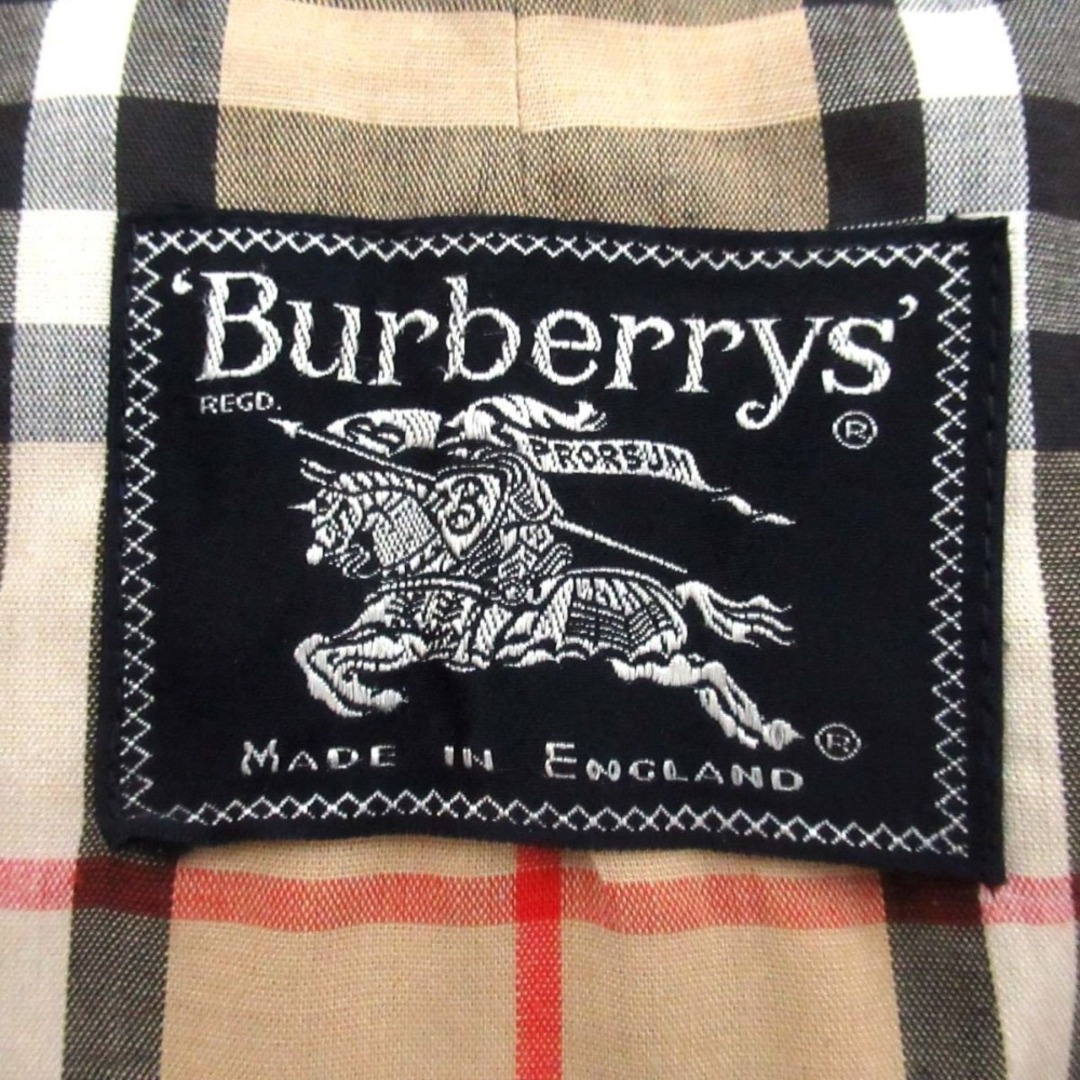 ‘Burberrys’
REGD.
®
PRORSUM
B
B
®
MADE IN ENGLAND